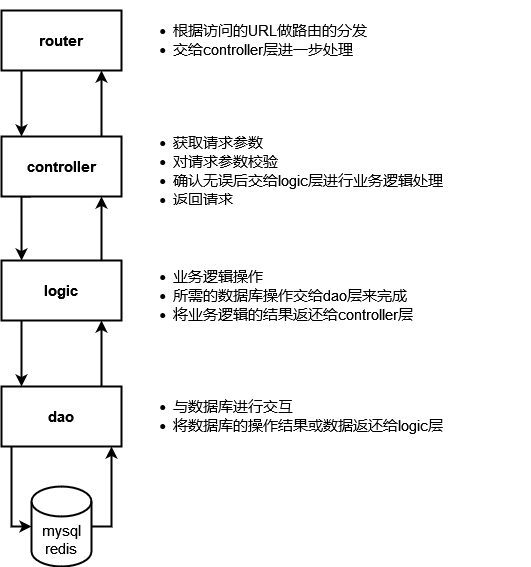 router
根据访问的URL做路由的分发
交给controller层进一步处理
controller
获取请求参数
对请求参数校验
确认无误后交给logic层进行业务逻辑处理
返回请求
logic
业务逻辑操作
所需的数据库操作交给dao层来完成
将业务逻辑的结果返还给controller层
dao
与数据库进行交互
将数据库的操作结果或数据返还给logic层
mysql
redis